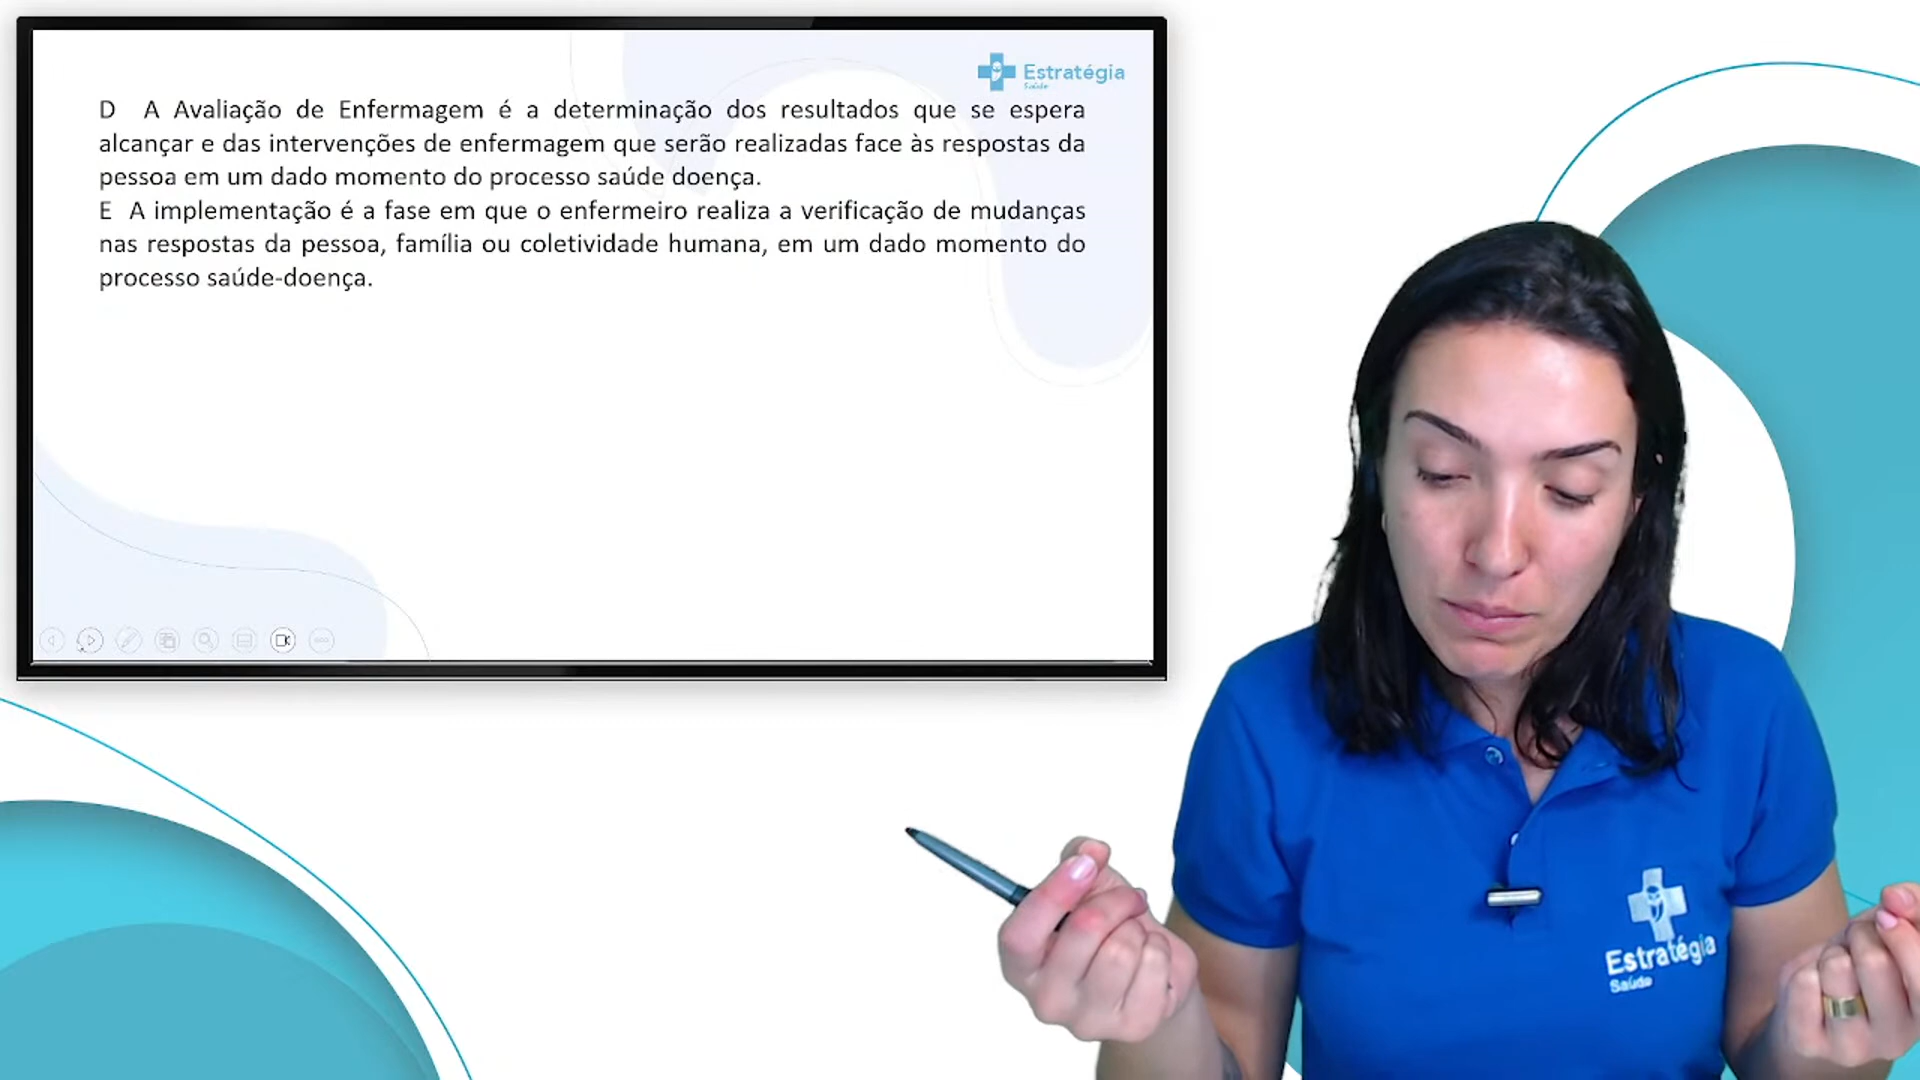 Estratégia
Saúde
D A Avaliação de Enfermagem é a determinação dos resultados que se espera
alcançar e das intervenções de enfermagem que serão realizadas face às respostas da
pessoa em um dado momento do processo saúde doença.
E A implementação é a fase em que o enfermeiro realiza a verificação de mudanças
nas respostas da pessoa, família ou coletividade humana, em um dado momento do
processo saúde-doença.
Estratégia
Saúde